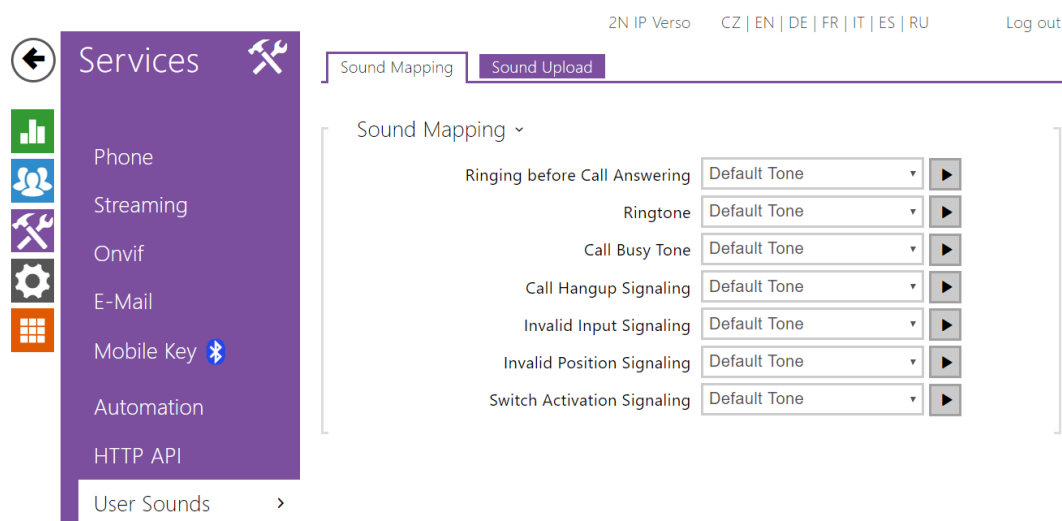 2N IP Verso CZ | EN | DE | FR | IT | ES | RU Log out
Services
Phone
Streaming
Onvif
E-Mail
Mobile Key
Automation
HTTP API
User Sounds
Sound Mapping Sound Upload
Sound Mapping
Ringing before Call Answering Default Tone
Ringtone Default Tone
Call Busy Tone Default Tone
Call Hangup Signaling Default Tone
Invalid Input Signaling Default Tone
Invalid Position Signaling Default Tone
Switch Activation Signaling Default Tone